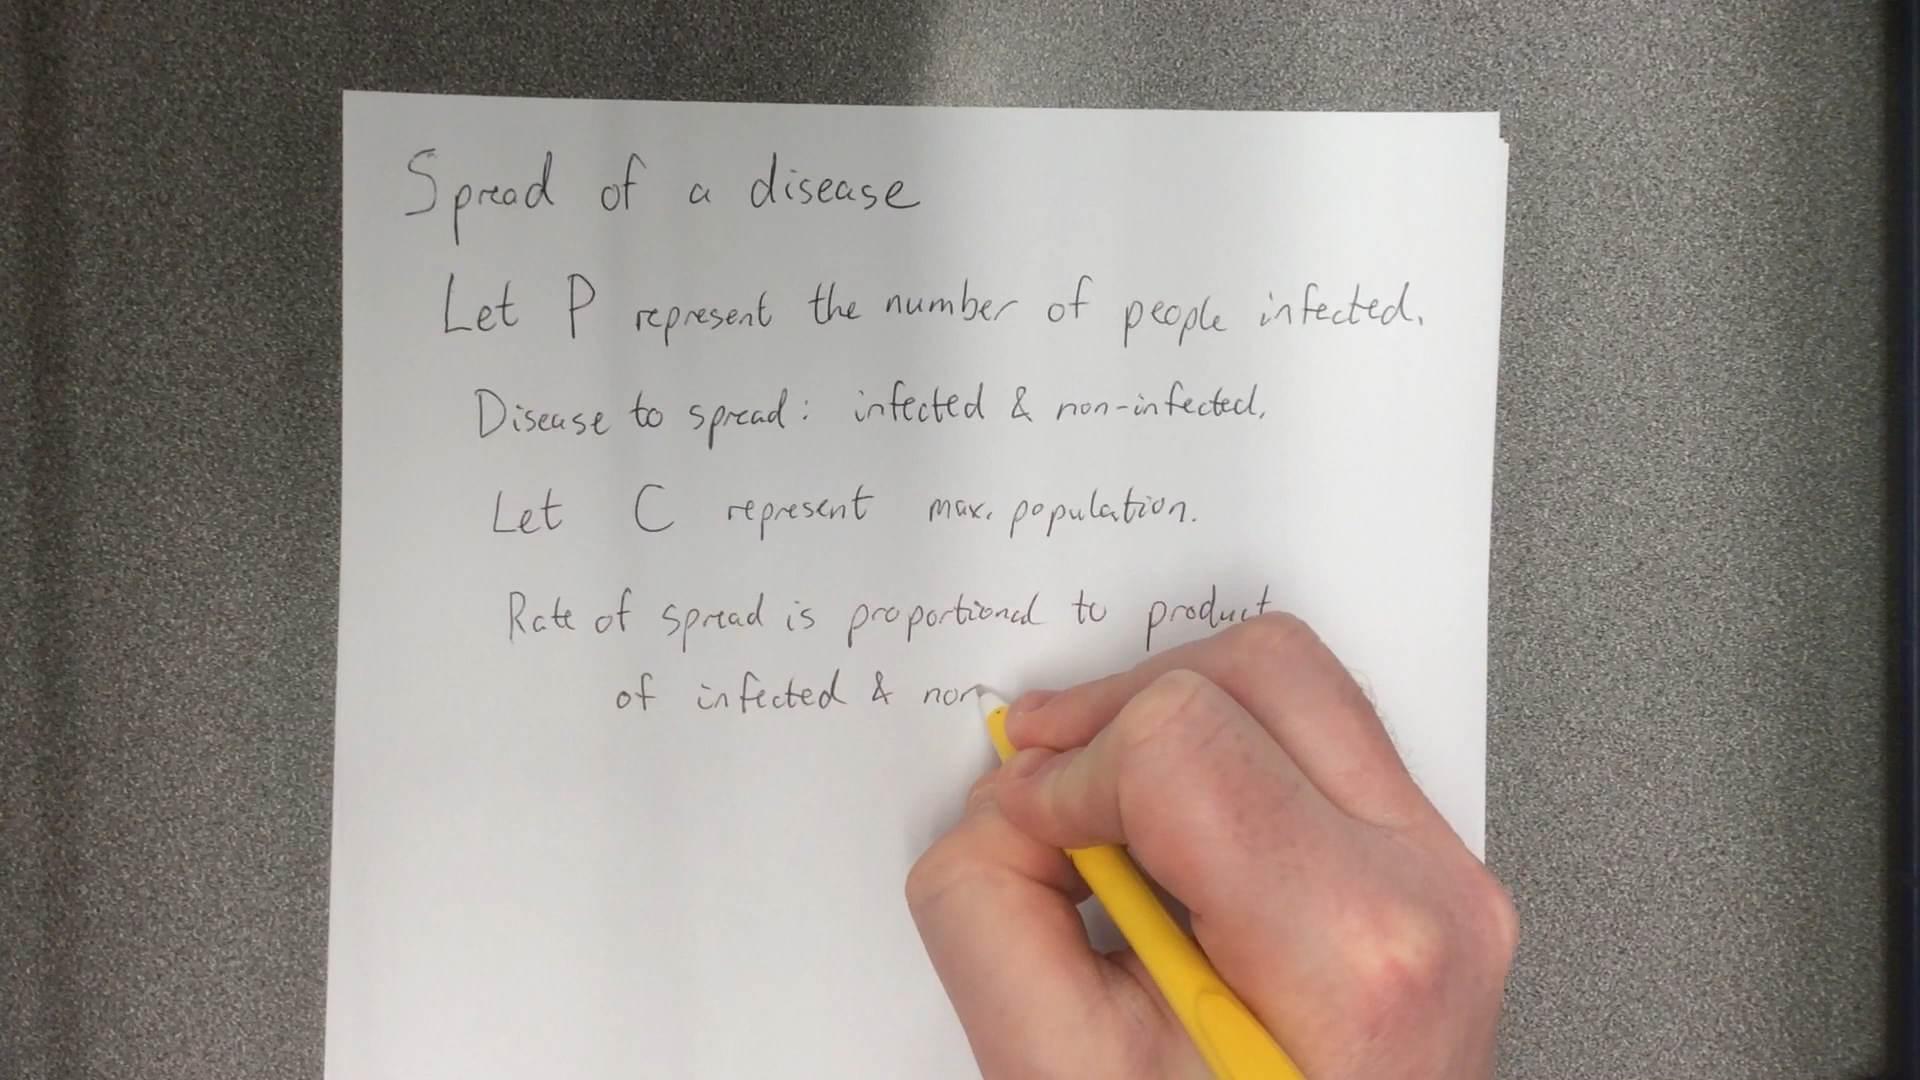 Spread of a disease
Let P represent the number of people infected.
Disease to spread: infected & non-infected.
Let C represent max. population.
Rate of spread is proportional to product
of infected & non